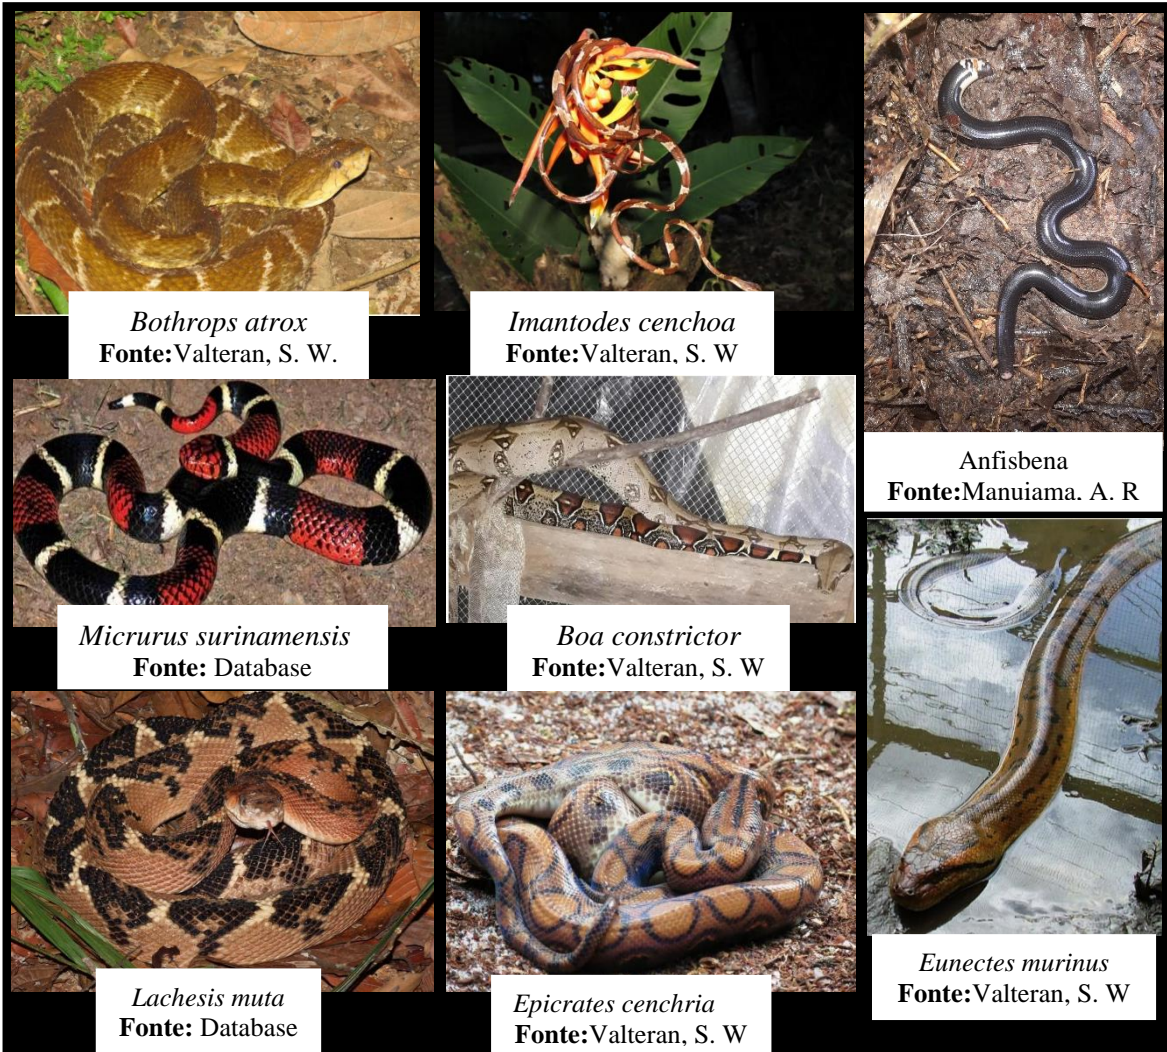 Bothrops atrox
Fonte:Valteran, S. W.
Imantodes cenchoa
Fonte:Valteran, S. W
Anfisbena
Fonte:Manuiama, A. R
Micrurus surinamensis
Fonte: Database
Boa constrictor
Fonte:Valteran, S. W
Lachesis muta
Fonte: Database
Epicrates cenchria
Fonte:Valteran, S. W
Eunectes murinus
Fonte:Valteran, S. W